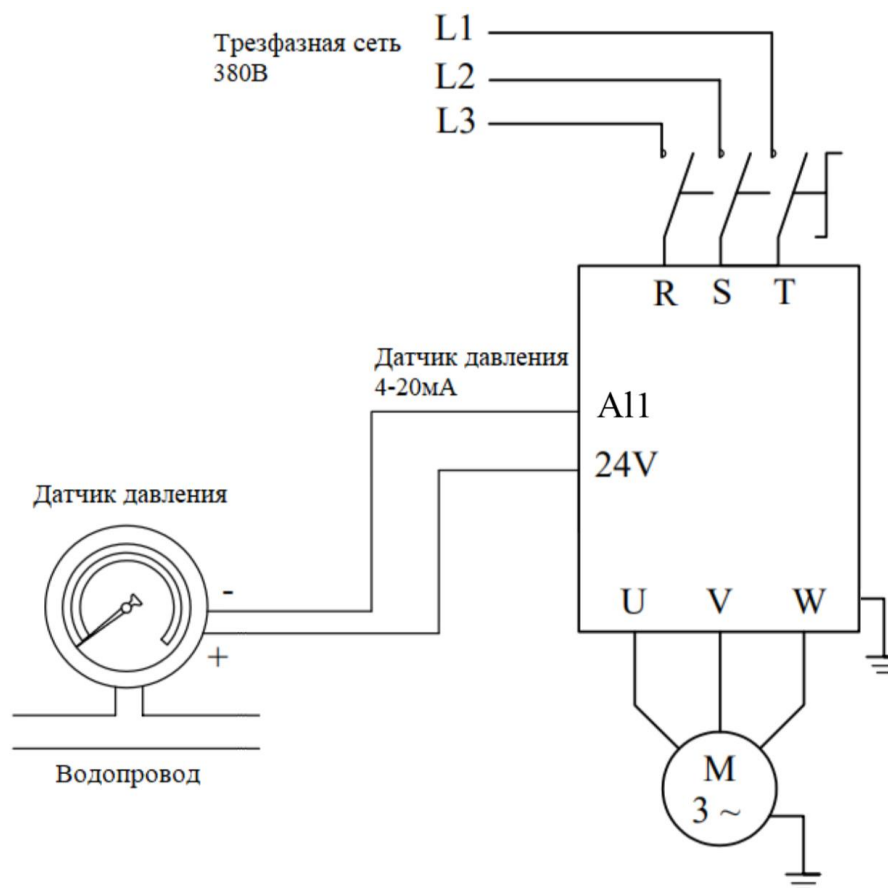 Трезфазная сеть
380В
L1
L2
L3
R S T
Датчик давления
4-20мА
Al1
24V
Датчик давления
-
+
Водопровод
U V W
M
3 ~